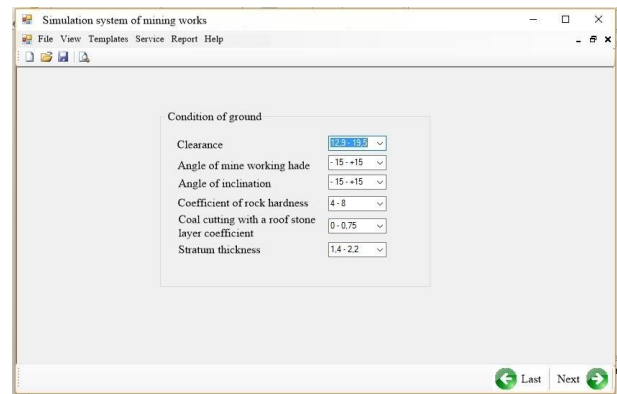 Simulation system of mining works
File View Templates Service Report Help
Condition of ground
Clearance 12,9 - 19,5
Angle of mine working hade - 15 - +15
Angle of inclination - 15 - +15
Coefficient of rock hardness 4 - 8
Coal cutting with a roof stone
layer coefficient 0 - 0,75
Stratum thickness 1,4 - 2,2
Last Next